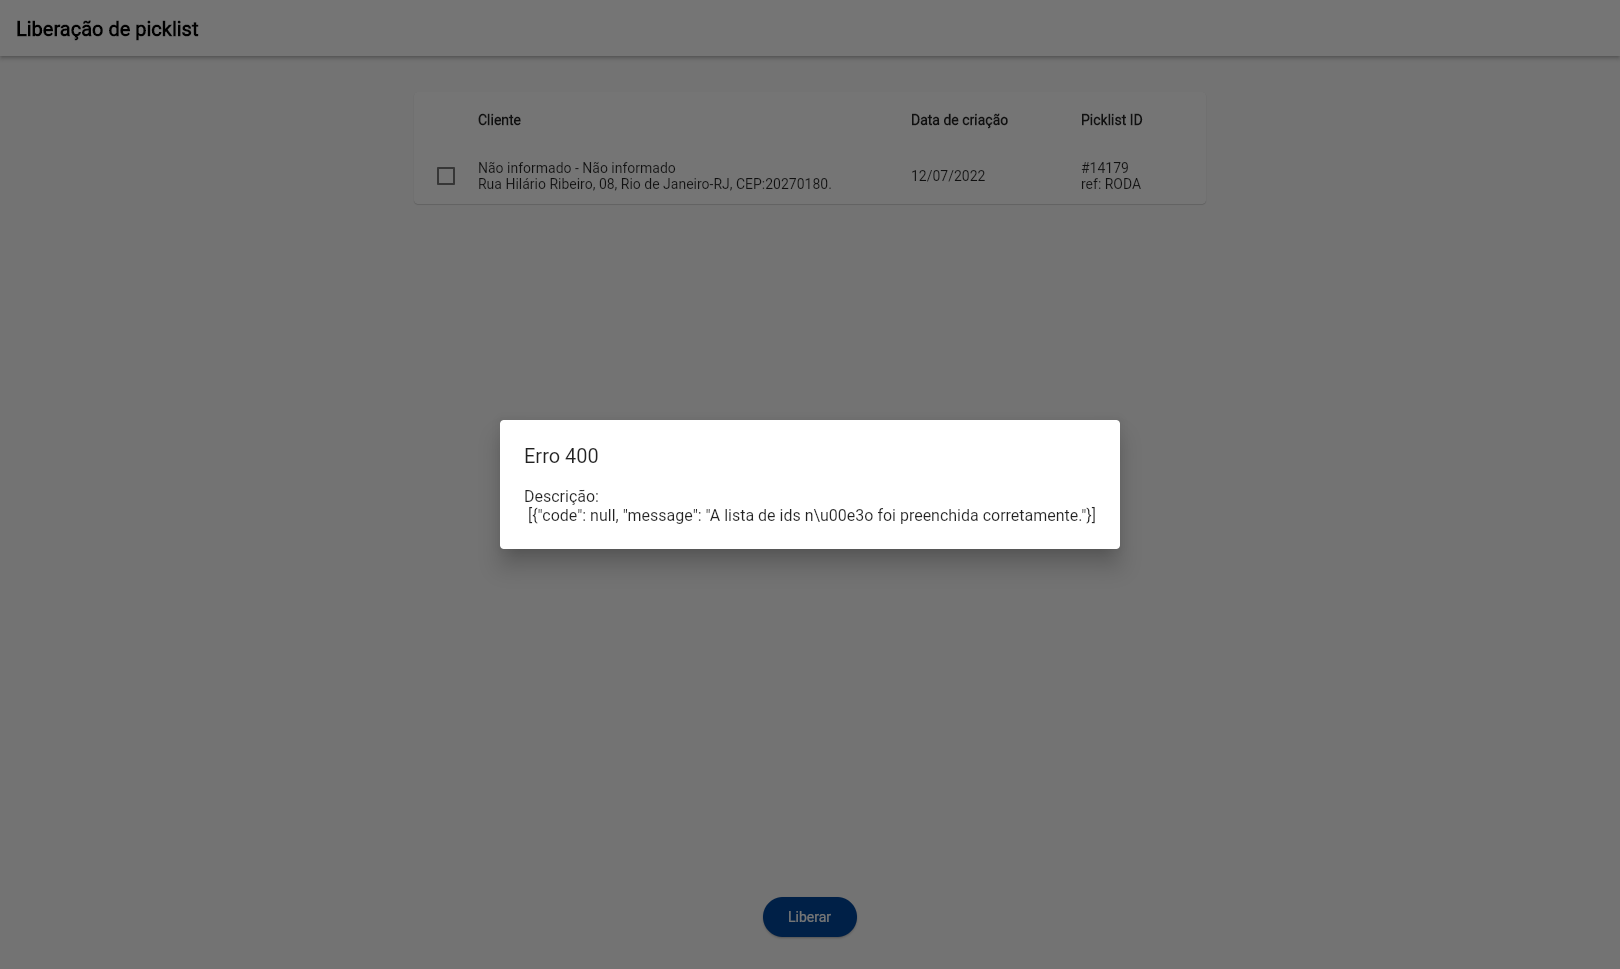 Liberação de picklist
Cliente Data de criação Picklist ID
Não informado - Não informado
Rua Hilário Ribeiro, 08, Rio de Janeiro-RJ, CEP:20270180.
12/07/2022
#14179
ref: RODA
Erro 400
Descrição:
[{"code": null, "message": "A lista de ids n\u00e3o foi preenchida corretamente."}]
Liberar